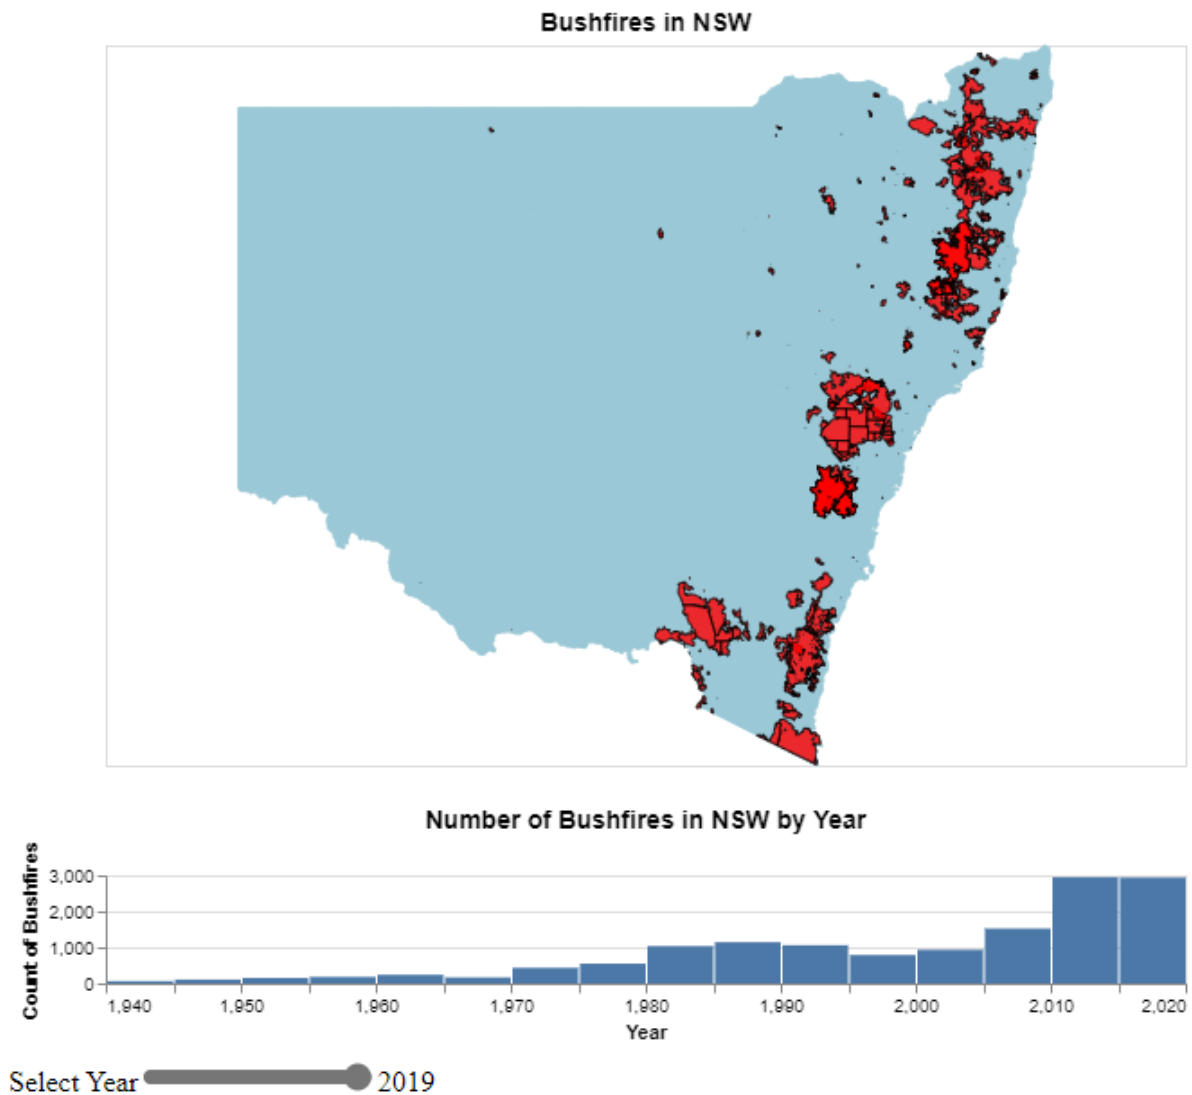 Bushfires in NSW
Number of Bushfires in NSW by Year
Count of Bushfires
3,000
2,000
1,000
0
1,940 1,950 1,960 1,970 1,980 1,990 2,000 2,010 2,020
Year
Select Year 2019